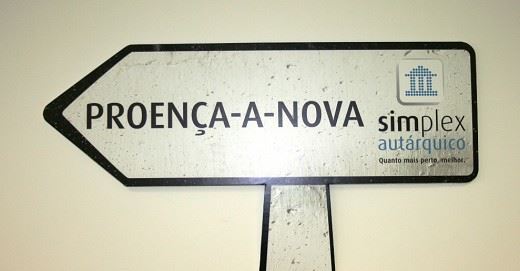 PROENÇA-A-NOVA
simplex
autárquico
Quanto mais perto, melhor.